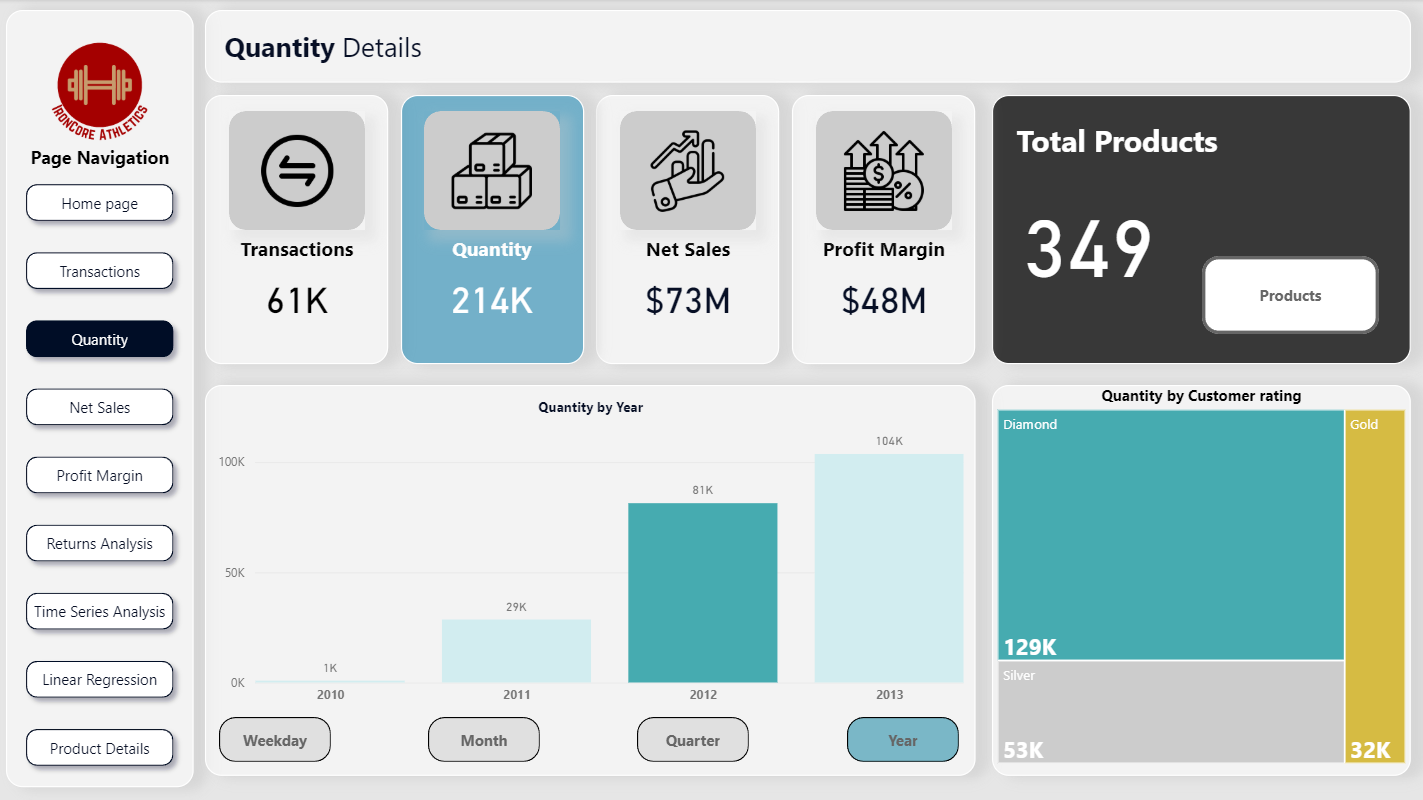 IronCore Athletics
Page Navigation
Home page
Transactions
Quantity
Net Sales
Profit Margin
Returns Analysis
Time Series Analysis
Linear Regression
Product Details
Quantity Details
Transactions
61K
Quantity
214K
Net Sales
$73M
Profit Margin
$48M
Total Products
349
Products
Quantity by Year
100K
50K
0K
1K
29K
81K
104K
2010
2011
2012
2013
Weekday
Month
Quarter
Year
Quantity by Customer rating
Diamond
129K
Silver
53K
Gold
32K